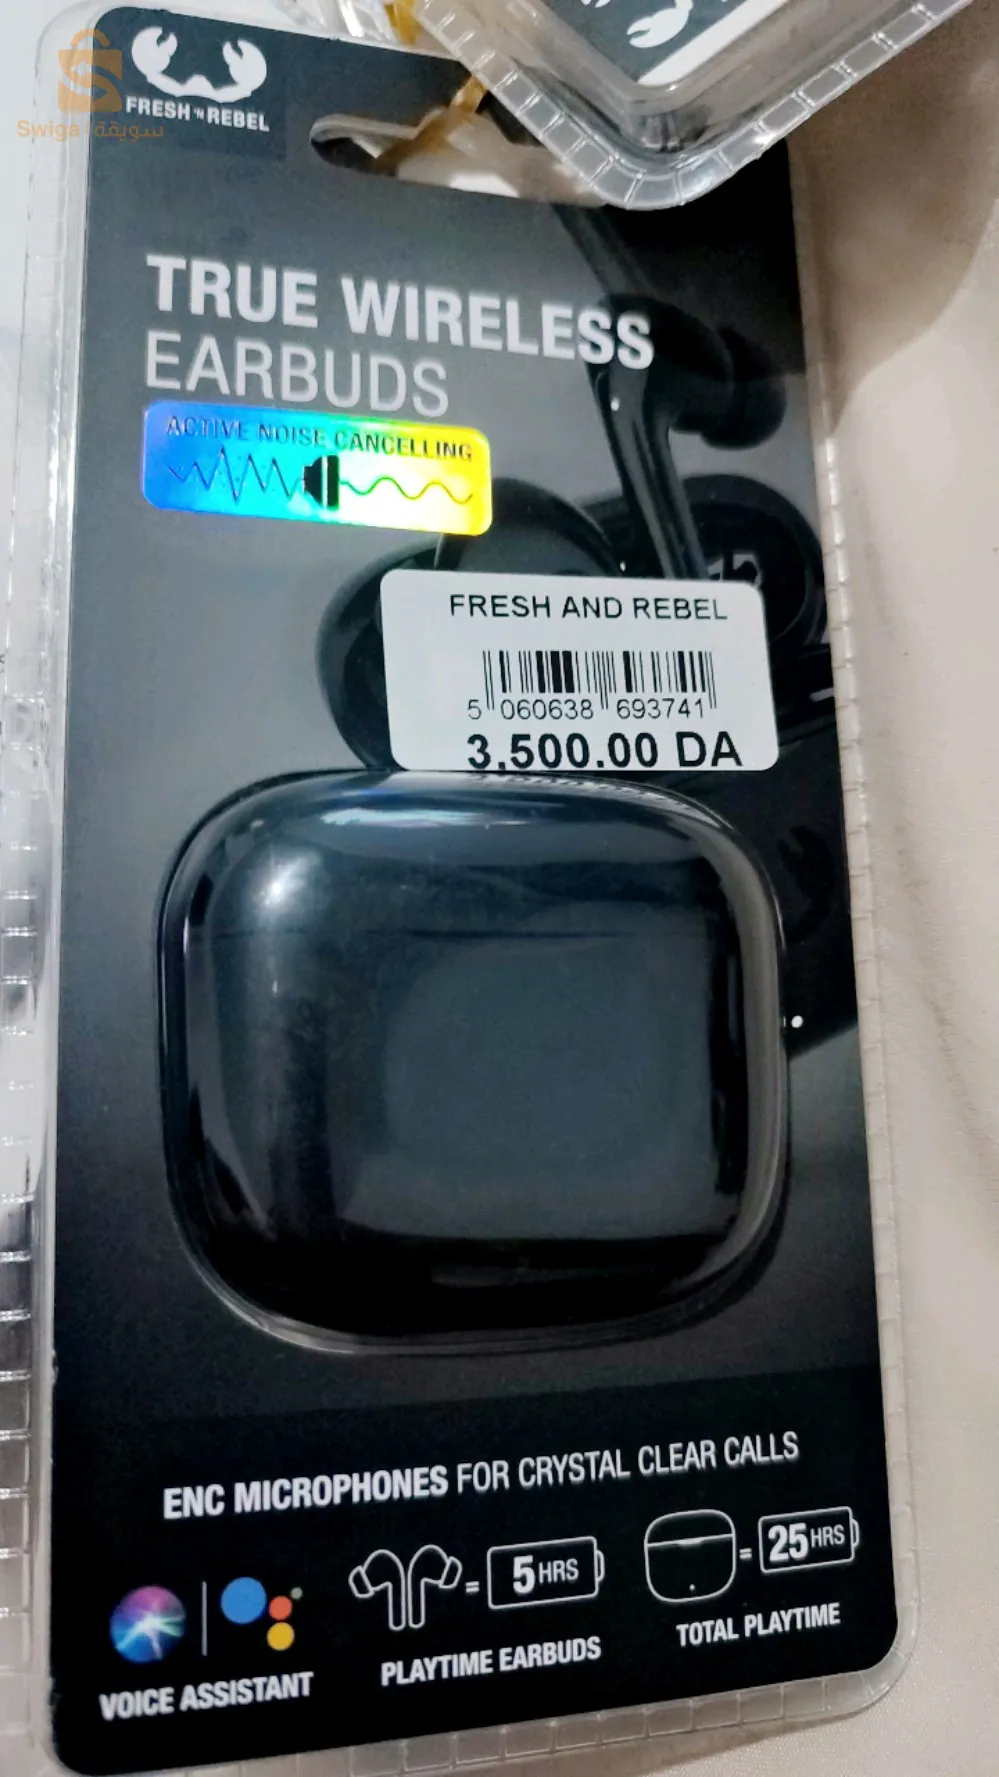 FRESH 'N REBEL
Swiga سويقة
TRUE WIRELESS
EARBUDS
ACTIVE NOISE CANCELLING
FRESH AND REBEL
5 060638 693741
3,500.00 DA
ENC MICROPHONES FOR CRYSTAL CLEAR CALLS
= 5 HRS
= 25 HRS
VOICE ASSISTANT
PLAYTIME EARBUDS
TOTAL PLAYTIME